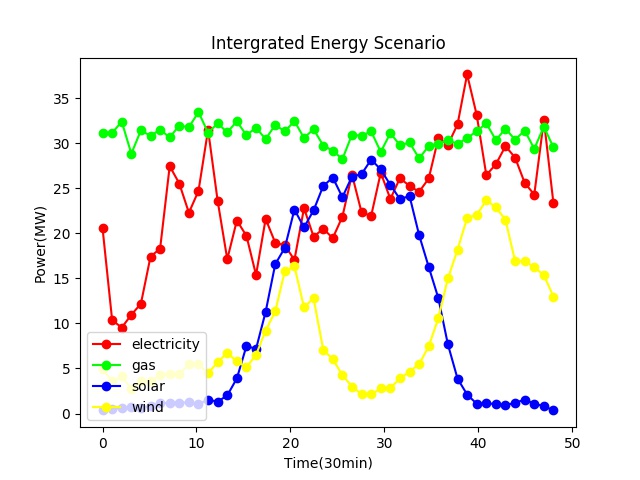 Intergrated Energy Scenario
Power(MW)
35
30
25
20
15
10
5
0
electricity
gas
solar
wind
0 10 20 30 40 50
Time(30min)